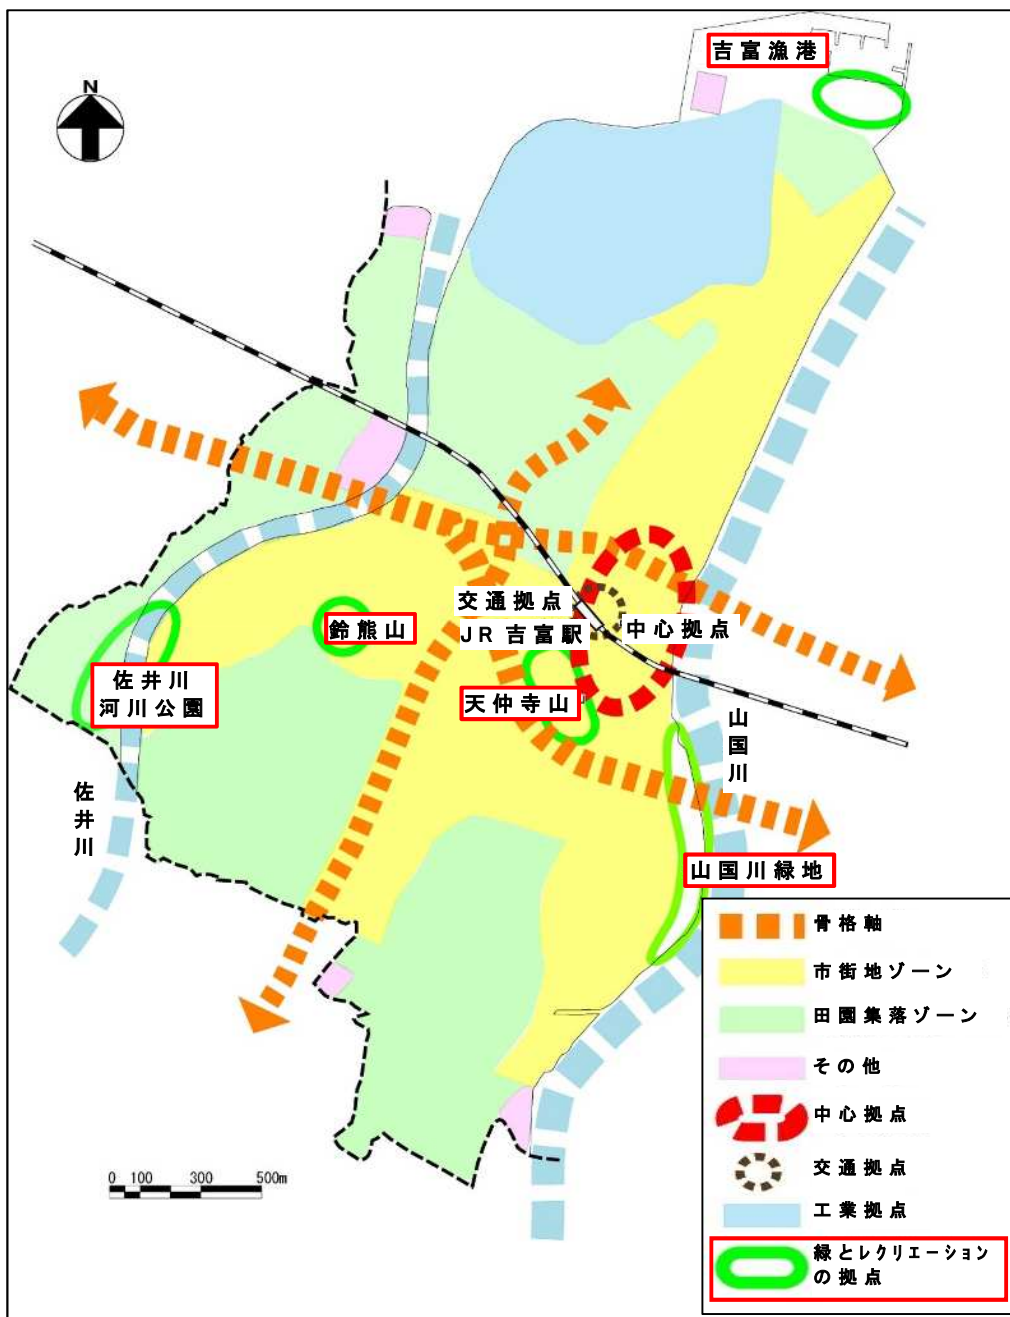 吉富漁港
N
交通拠点
JR吉富駅
中心拠点
鈴熊山
佐井川
河川公園
天仲寺山
山国川
佐井川
山国川緑地
骨格軸
市街地ゾーン
田園集落ゾーン
その他
中心拠点
交通拠点
工業拠点
緑とレクリエーション
の拠点
0 100 300 500m